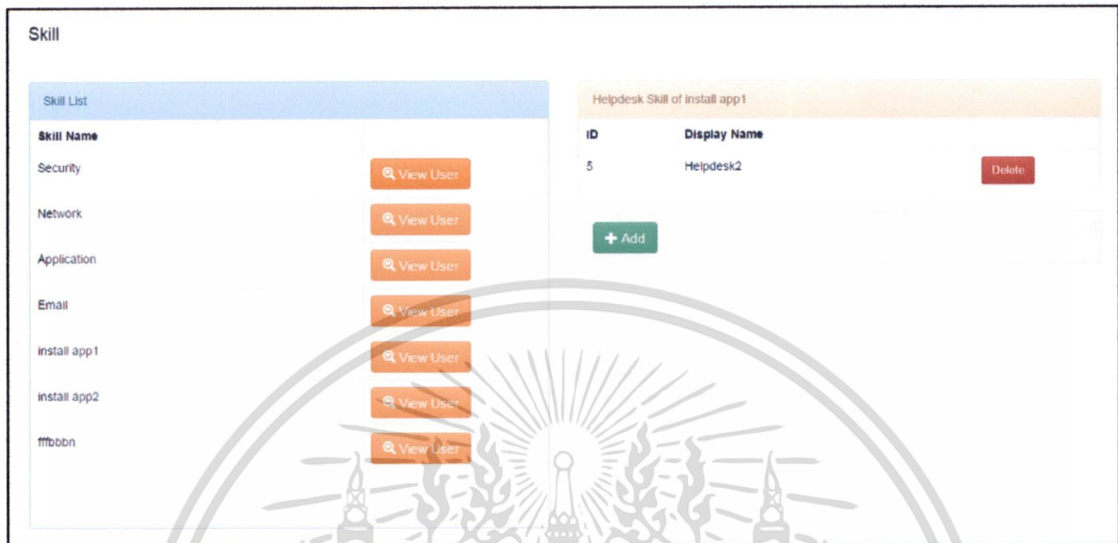 Skill
Skill List
Skill Name
Security View User
Network View User
Application View User
Email View User
install app1 View User
install app2 View User
fffbbbn View User
Helpdesk Skill of install app1
ID Display Name
5 Helpdesk2 Delete
Add